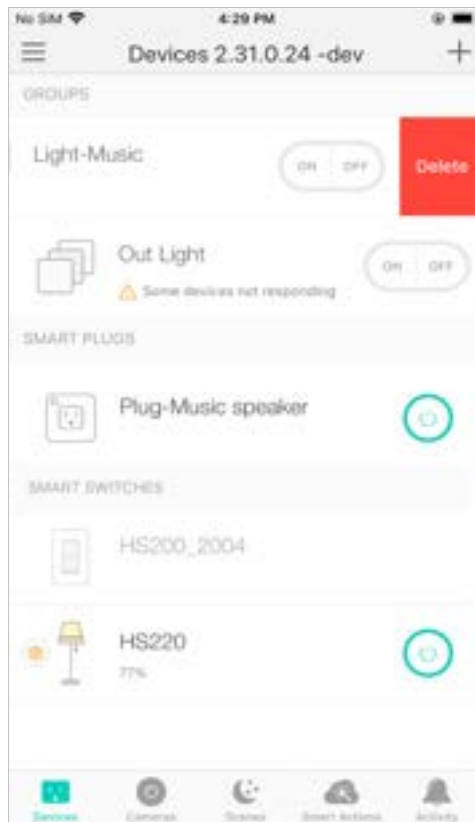 No SIM 4:29 PM
Devices 2.31.0.24 -dev
GROUPS
Light-Music
ON OFF
Delete
Out Light
ON OFF
Some devices not responding
SMART PLUGS
Plug-Music speaker
SMART SWITCHES
HS200_2004
HS220
77%
Devices Cameras Scenes Smart Actions Activity